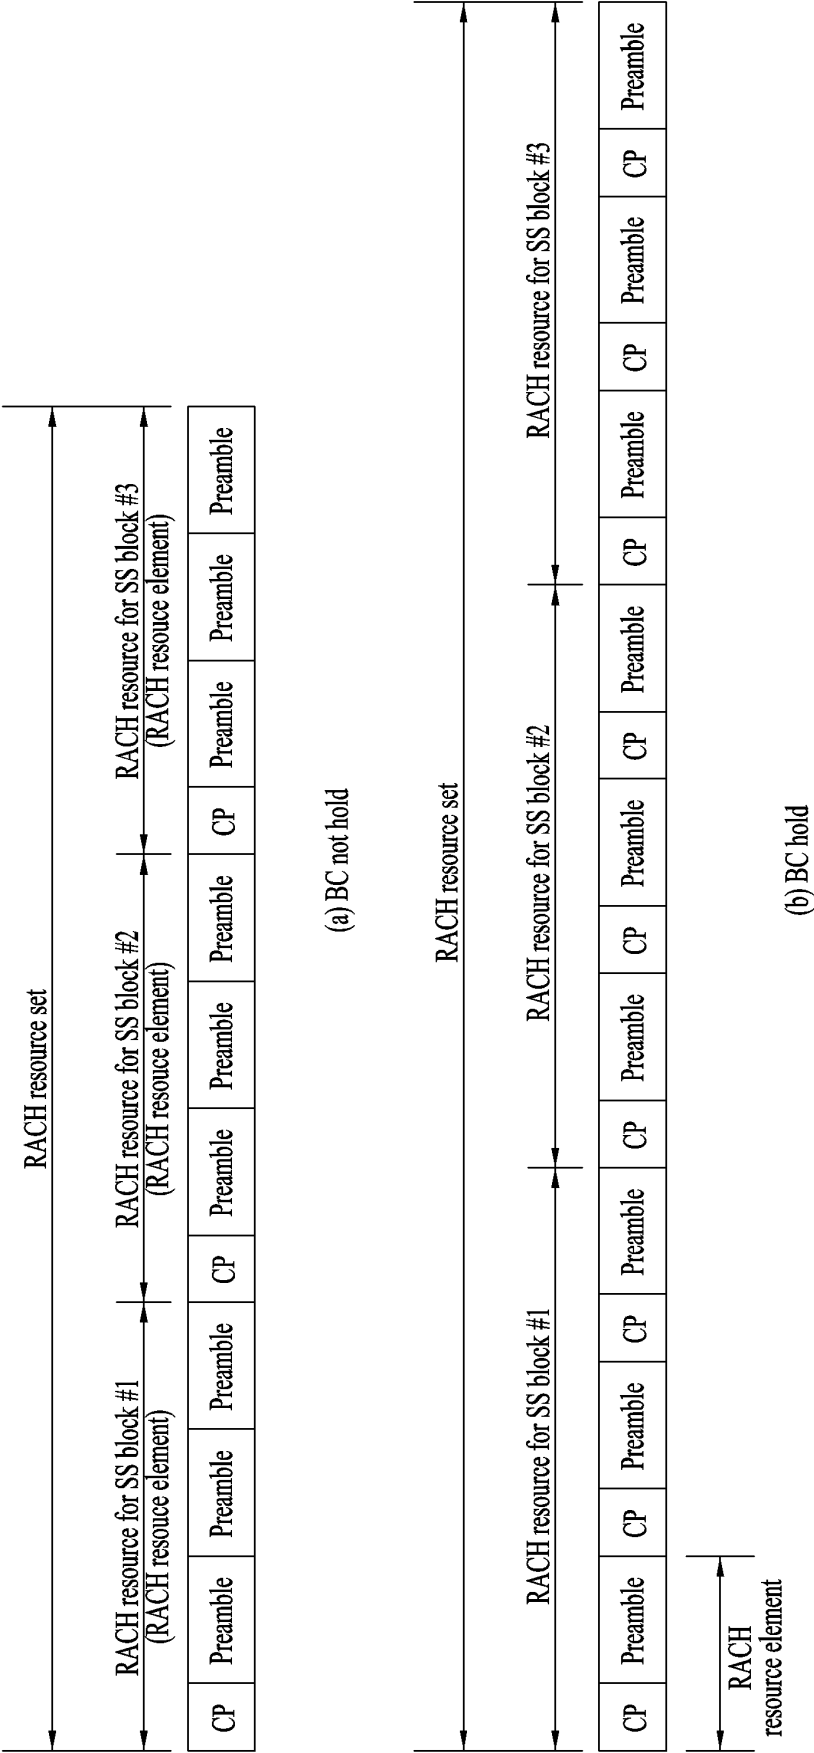 RACH resource set
RACH resource for SS block #1
(RACH resouce element)
RACH resource for SS block #2
(RACH resouce element)
RACH resource for SS block #3
(RACH resouce element)
CP Preamble Preamble Preamble CP Preamble Preamble Preamble CP Preamble Preamble Preamble
(a) BC not hold
RACH resource set
RACH resource for SS block #1 RACH resource for SS block #2 RACH resource for SS block #3
CP Preamble CP Preamble CP Preamble CP Preamble CP Preamble CP Preamble CP Preamble CP Preamble CP Preamble
RACH
resource element
(b) BC hold